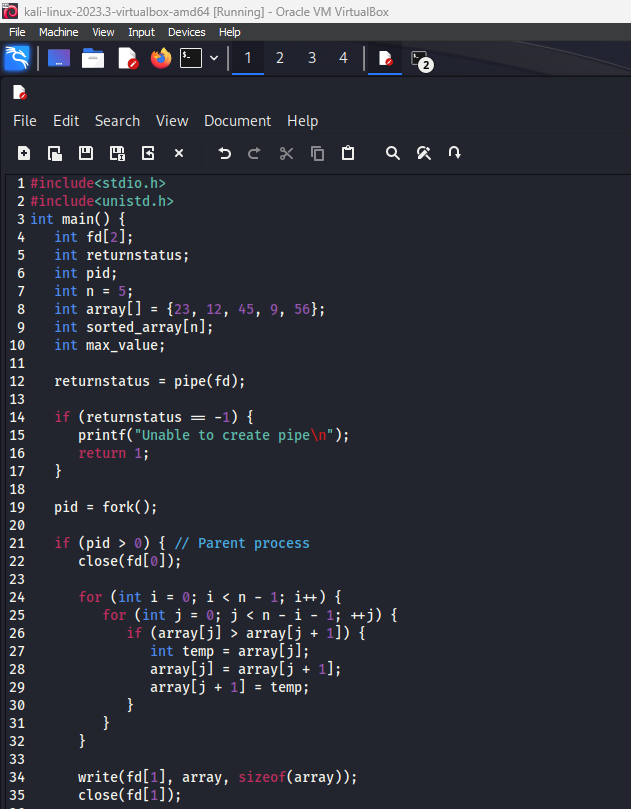 kali-linux-2023.3-virtualbox-amd64 [Running] - Oracle VM VirtualBox
File Machine View Input Devices Help
1 2 3 4 2
File Edit Search View Document Help
1 #include<stdio.h>
2 #include<unistd.h>
3 int main() {
4 int fd[2];
5 int returnstatus;
6 int pid;
7 int n = 5;
8 int array[] = {23, 12, 45, 9, 56};
9 int sorted_array[n];
10 int max_value;
11
12 returnstatus = pipe(fd);
13
14 if (returnstatus == -1) {
15 printf("Unable to create pipe\n");
16 return 1;
17 }
18
19 pid = fork();
20
21 if (pid > 0) { // Parent process
22 close(fd[0]);
23
24 for (int i = 0; i < n - 1; i++) {
25 for (int j = 0; j < n - i - 1; ++j) {
26 if (array[j] > array[j + 1]) {
27 int temp = array[j];
28 array[j] = array[j + 1];
29 array[j + 1] = temp;
30 }
31 }
32 }
33
34 write(fd[1], array, sizeof(array));
35 close(fd[1]);